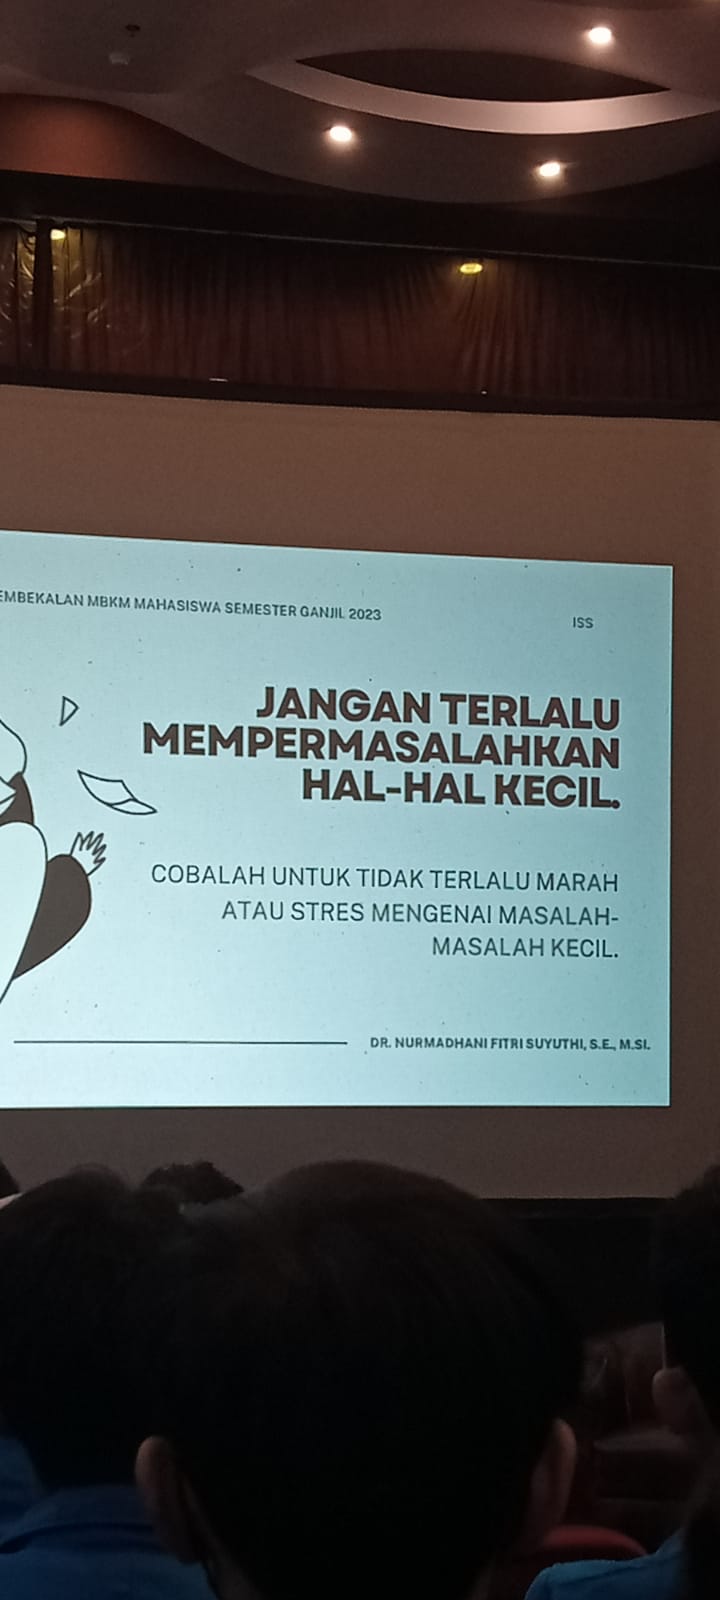 EMBEKALAN MBKM MAHASISWA SEMESTER GANJIL 2023
ISS
JANGAN TERLALU
MEMPERMASALAHKAN
HAL-HAL KECIL.
COBALAH UNTUK TIDAK TERLALU MARAH
ATAU STRES MENGENAI MASALAH-
MASALAH KECIL.
DR. NURMADHANI FITRI SUYUTHI, S.E., M.SI.